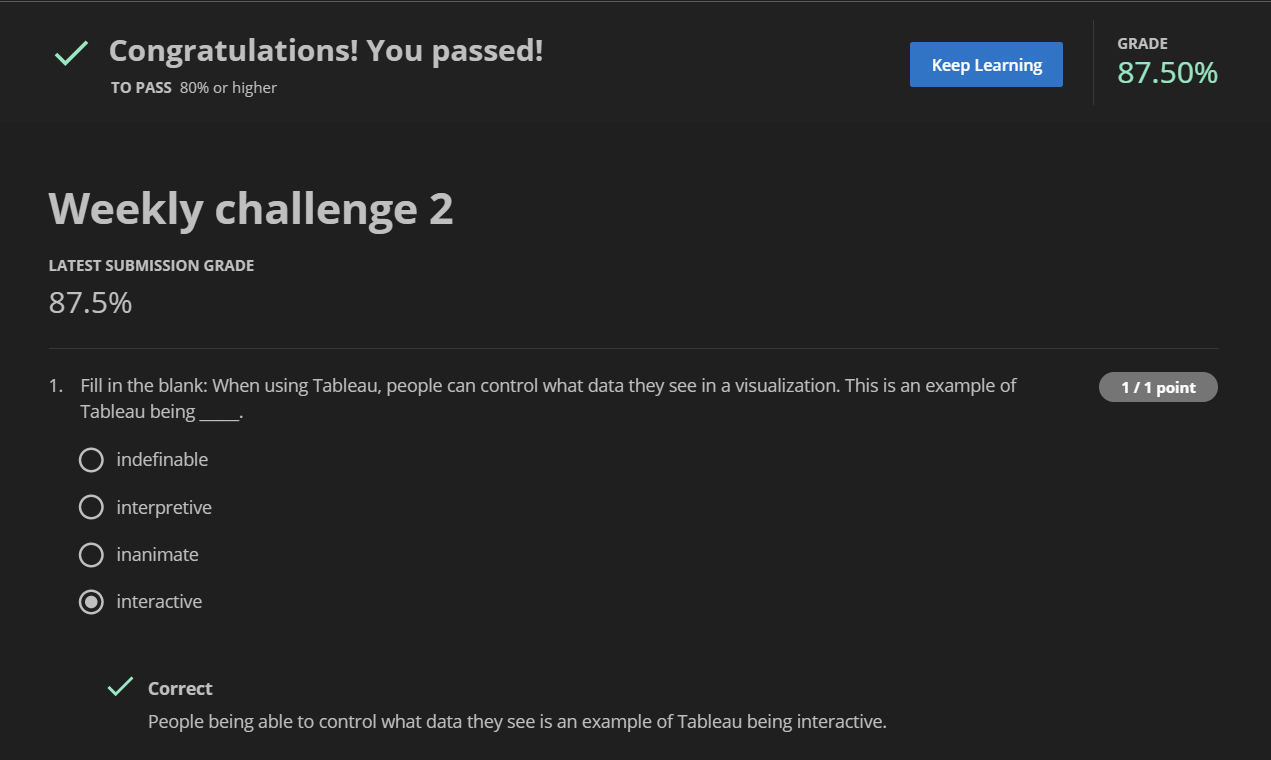 Congratulations! You passed!
TO PASS 80% or higher
Keep Learning
GRADE
87.50%
Weekly challenge 2
LATEST SUBMISSION GRADE
87.5%
1. Fill in the blank: When using Tableau, people can control what data they see in a visualization. This is an example of
Tableau being _____.
1 / 1 point
indefinable
interpretive
inanimate
interactive
Correct
People being able to control what data they see is an example of Tableau being interactive.